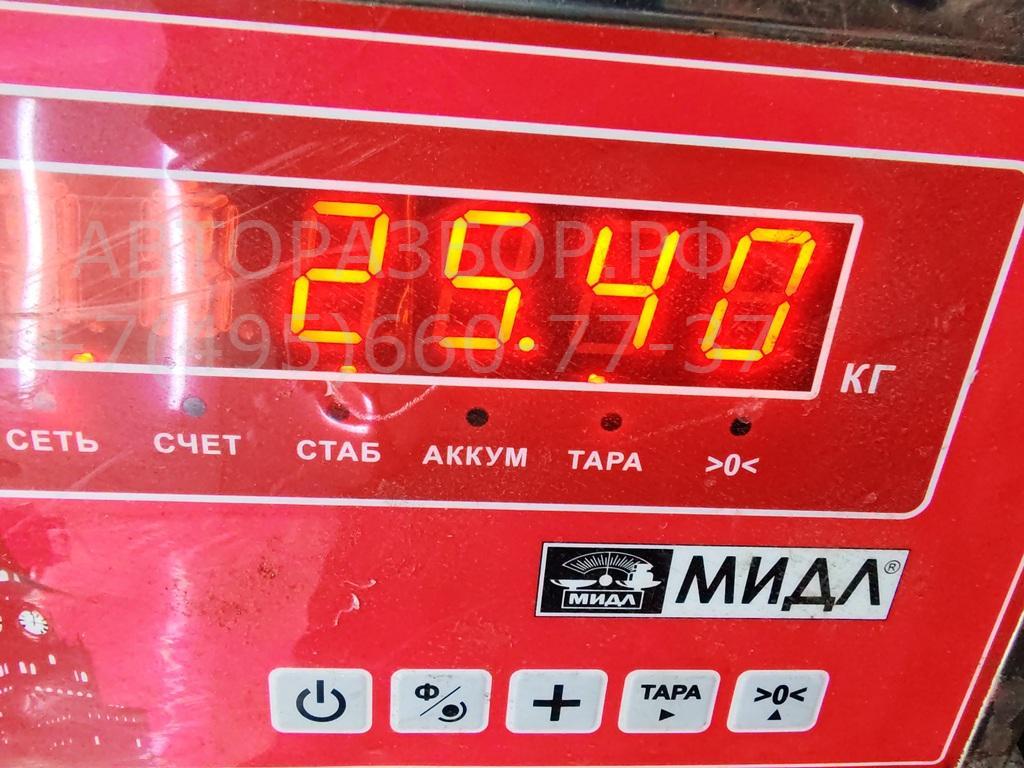 25.40
КГ
АВТОРАЗБОР.РФ
+7(495)660-77-37
СЕТЬ СЧЕТ СТАБ АККУМ ТАРА >0<
МИДЛ МИДЛ®
Ф ТАРА >0<